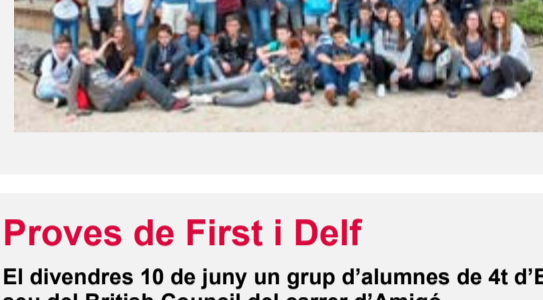 Proves de First i Delf
El divendres 10 de juny un grup d'alumnes de 4t d'E
seu del British Council del carrer d'Amigó